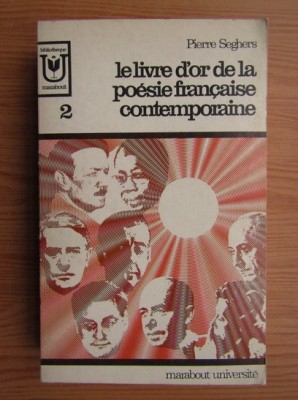 Pierre Seghers
bibliothèque
marabout
2
le livre d'or de la
poésie française
contemporaine
marabout université